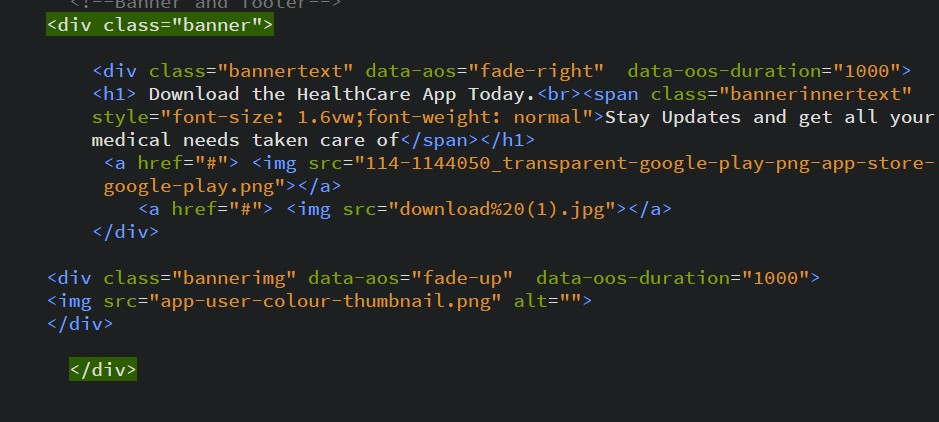 <!--Banner and footer-->
<div class="banner">
<div class="bannertext" data-aos="fade-right"  data-oos-duration="1000">
<h1> Download the HealthCare App Today.<br><span class="bannerinnertext"
style="font-size: 1.6vw;font-weight: normal">Stay Updates and get all your
medical needs taken care of</span></h1>
<a href="#"> <img src="114-1144050_transparent-google-play-png-app-store-
google-play.png"></a>
<a href="#"> <img src="download%20(1).jpg"></a>
</div>
<div class="bannerimg" data-aos="fade-up"  data-oos-duration="1000">
<img src="app-user-colour-thumbnail.png" alt="">
</div>
</div>